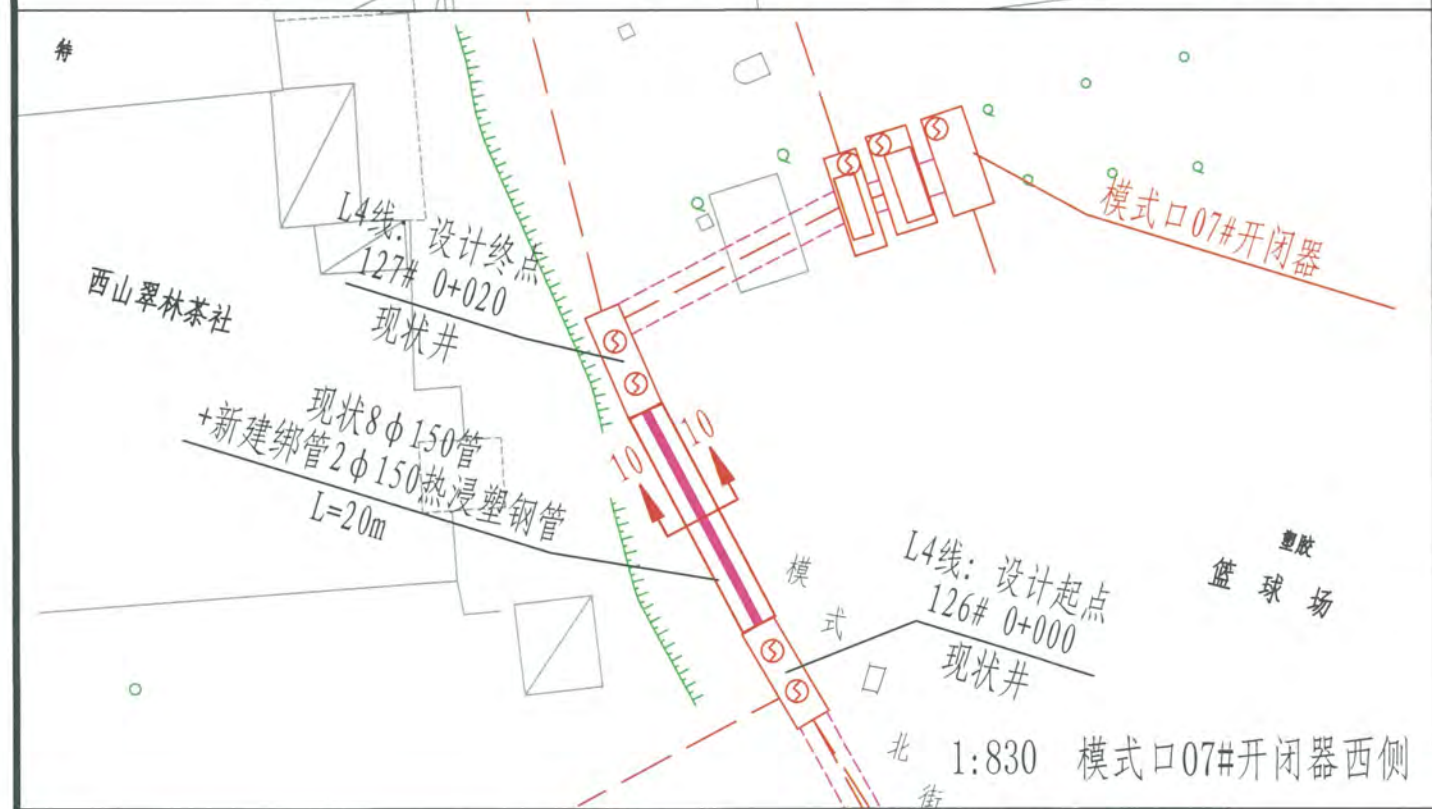 特
L4线：设计终点
127# 0+020
现状井
西山翠林茶社
模式口07#开闭器
现状8φ150管
+新建绑管2φ150热浸塑钢管
L=20m
10
10
L4线：设计起点
126# 0+000
现状井
塑胶
篮球场
模式北街
1:830 模式口07#开闭器西侧